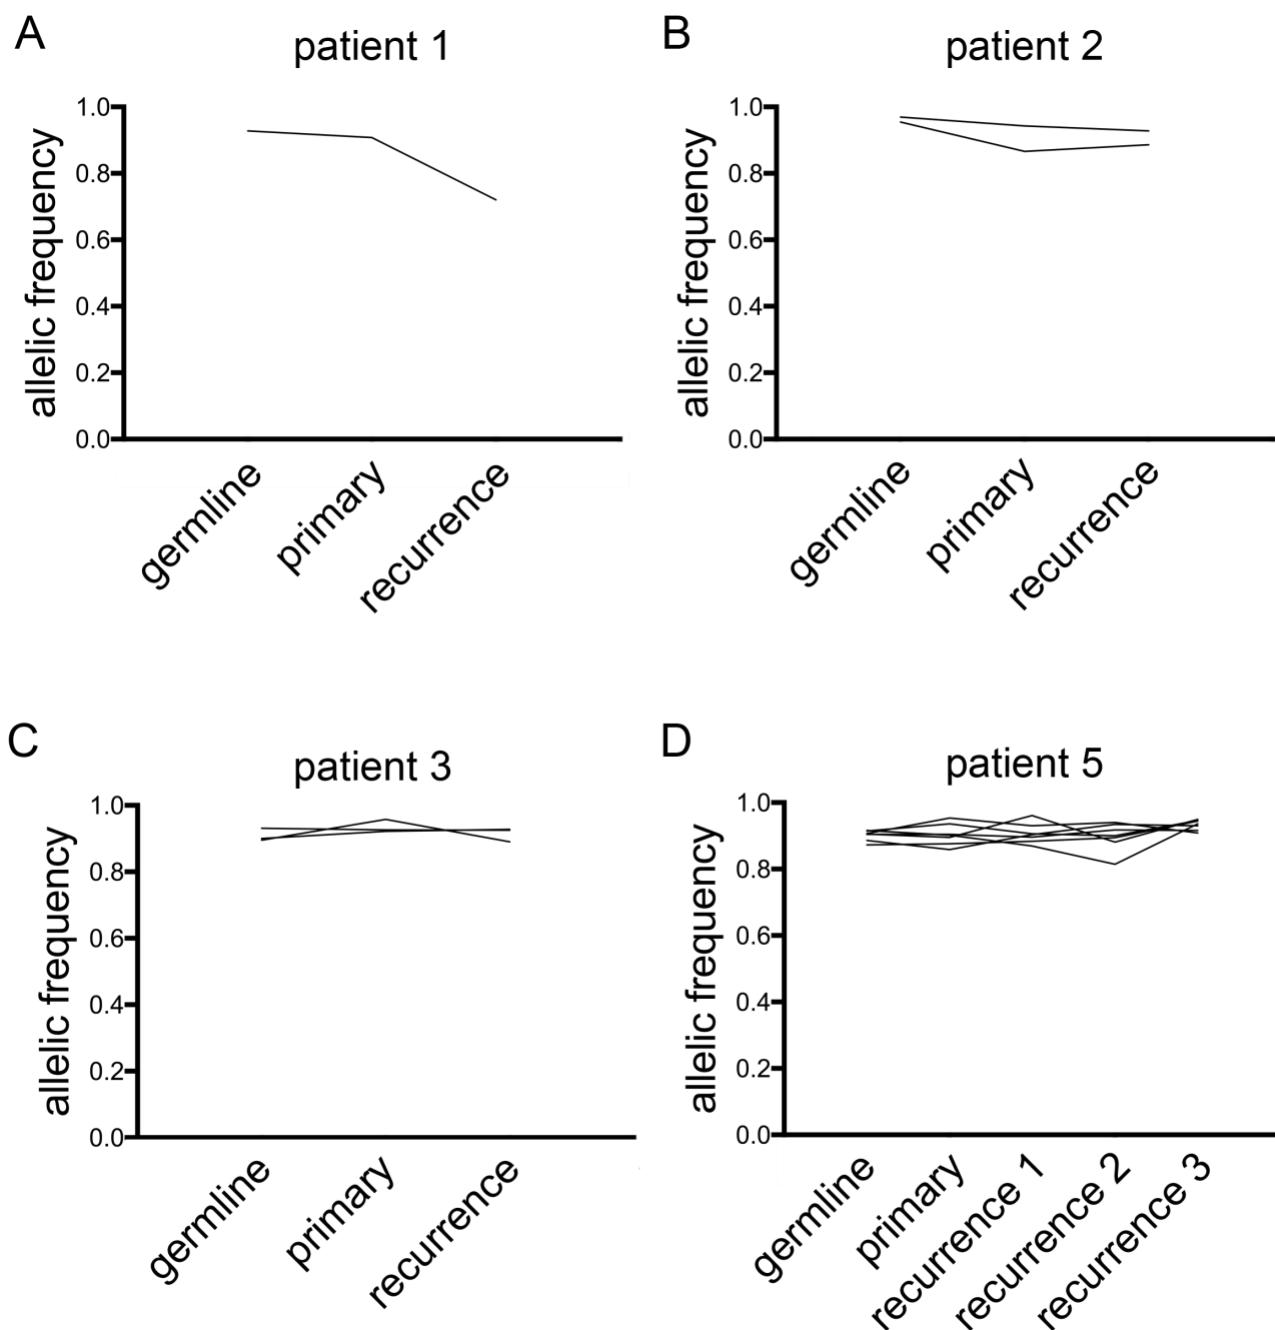 A
patient 1
allelic frequency
1.0
0.8
0.6
0.4
0.2
0.0
germline
primary
recurrence
B
patient 2
allelic frequency
1.0
0.8
0.6
0.4
0.2
0.0
germline
primary
recurrence
C
patient 3
allelic frequency
1.0
0.8
0.6
0.4
0.2
0.0
germline
primary
recurrence
D
patient 5
allelic frequency
1.0
0.8
0.6
0.4
0.2
0.0
germline
primary
recurrence 1
recurrence 2
recurrence 3